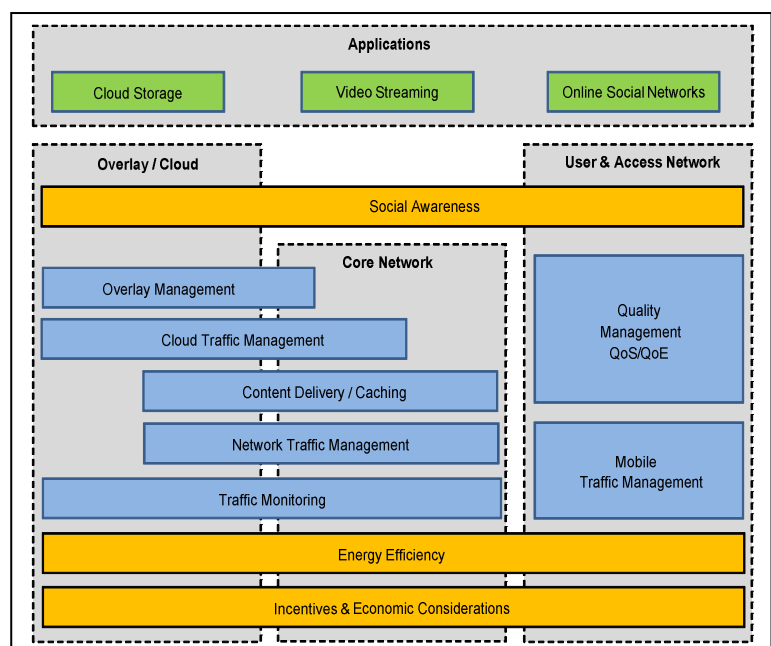 Applications
Cloud Storage
Video Streaming
Online Social Networks
Overlay / Cloud
User & Access Network
Social Awareness
Core Network
Overlay Management
Quality
Management
QoS/QoE
Cloud Traffic Management
Content Delivery / Caching
Network Traffic Management
Mobile
Traffic Management
Traffic Monitoring
Energy Efficiency
Incentives & Economic Considerations